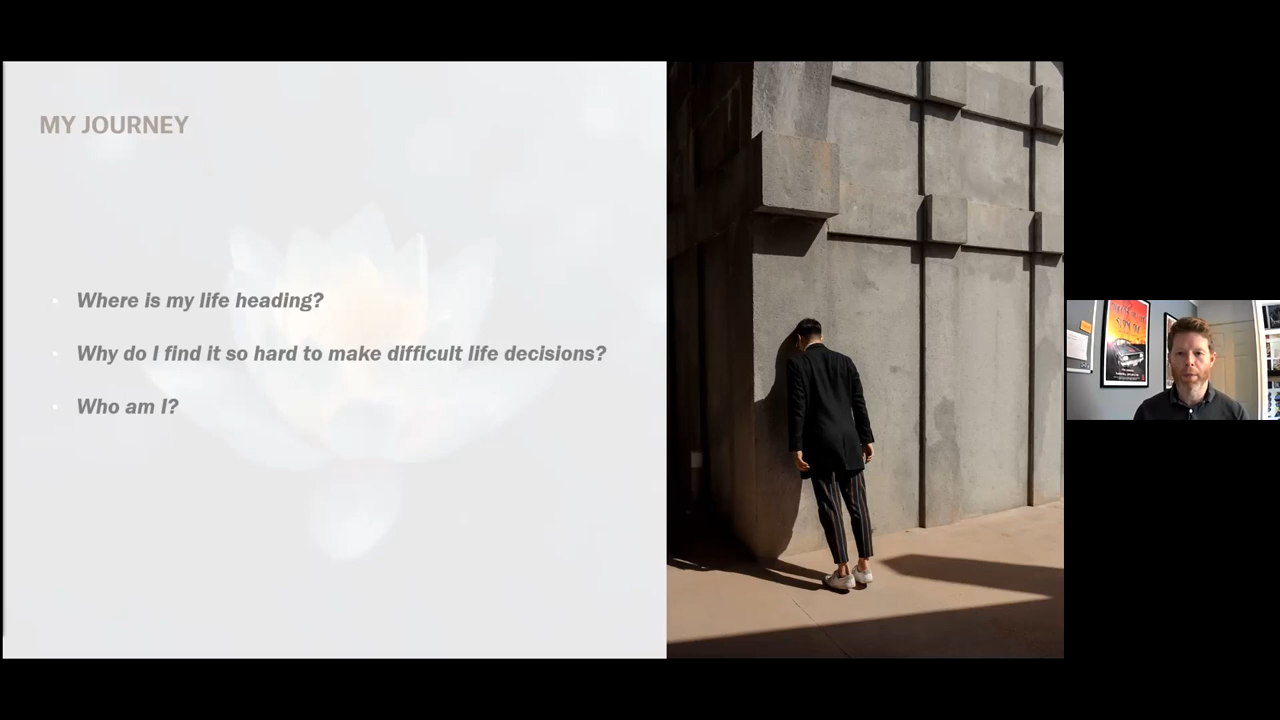 MY JOURNEY
Where is my life heading?
Why do I find it so hard to make difficult life decisions?
Who am I?